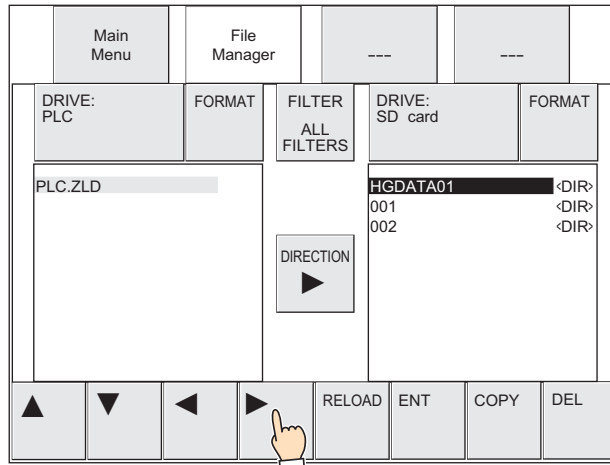 Main
Menu
File
Manager
---
---
DRIVE:
PLC
FORMAT
FILTER
ALL
FILTERS
DRIVE:
SD card
FORMAT
PLC.ZLD
HGDATA01 <DIR>
001 <DIR>
002 <DIR>
DIRECTION
▶
▲ ▼ ◀ ▶ RELOAD ENT COPY DEL